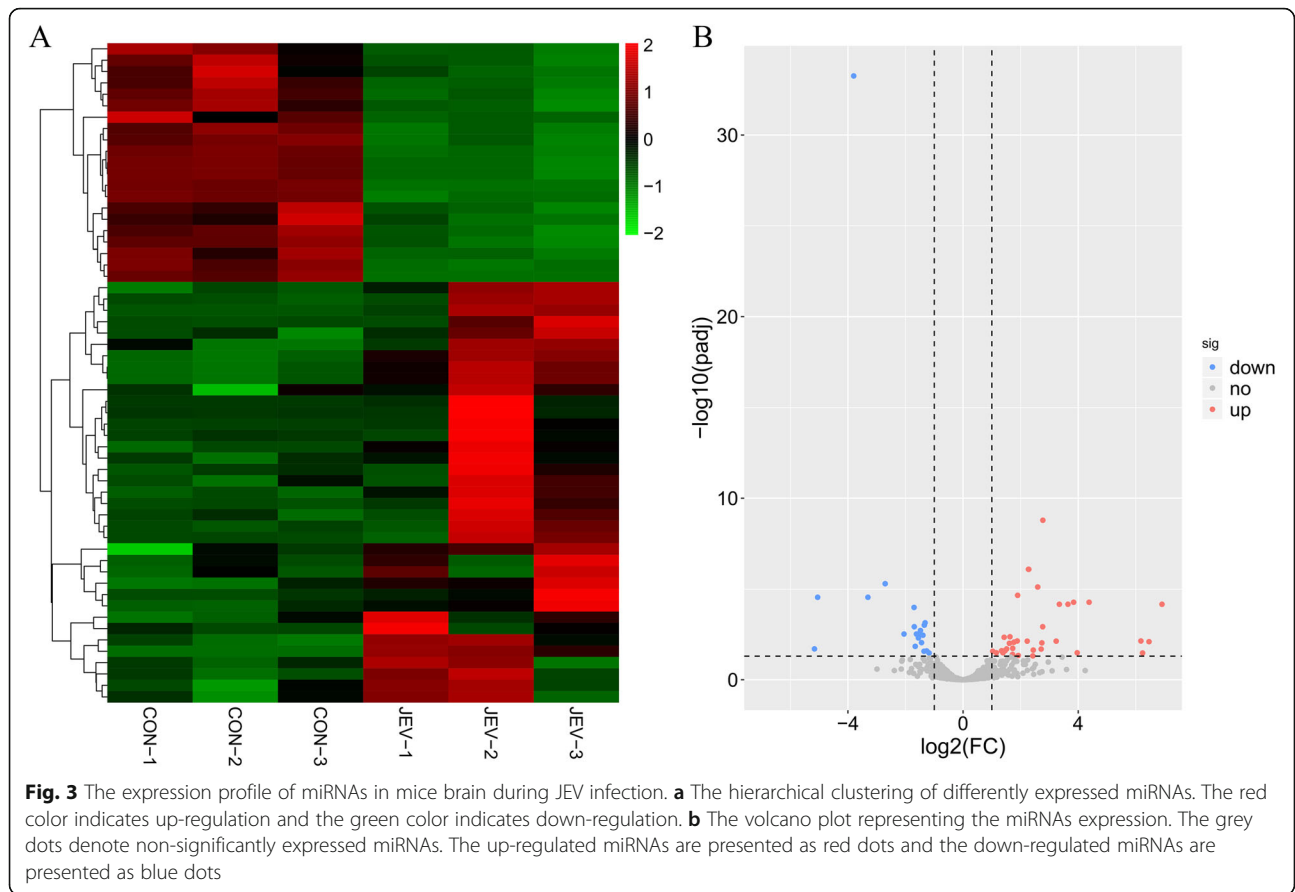 A
2
1
0
−1
−2
CON-1
CON-2
CON-3
JEV-1
JEV-2
JEV-3
B
30
20
10
0
−log10(padj)
−4
0
4
log2(FC)
sig
down
no
up
Fig. 3 The expression profile of miRNAs in mice brain during JEV infection. a The hierarchical clustering of differently expressed miRNAs. The red
color indicates up-regulation and the green color indicates down-regulation. b The volcano plot representing the miRNAs expression. The grey
dots denote non-significantly expressed miRNAs. The up-regulated miRNAs are presented as red dots and the down-regulated miRNAs are
presented as blue dots